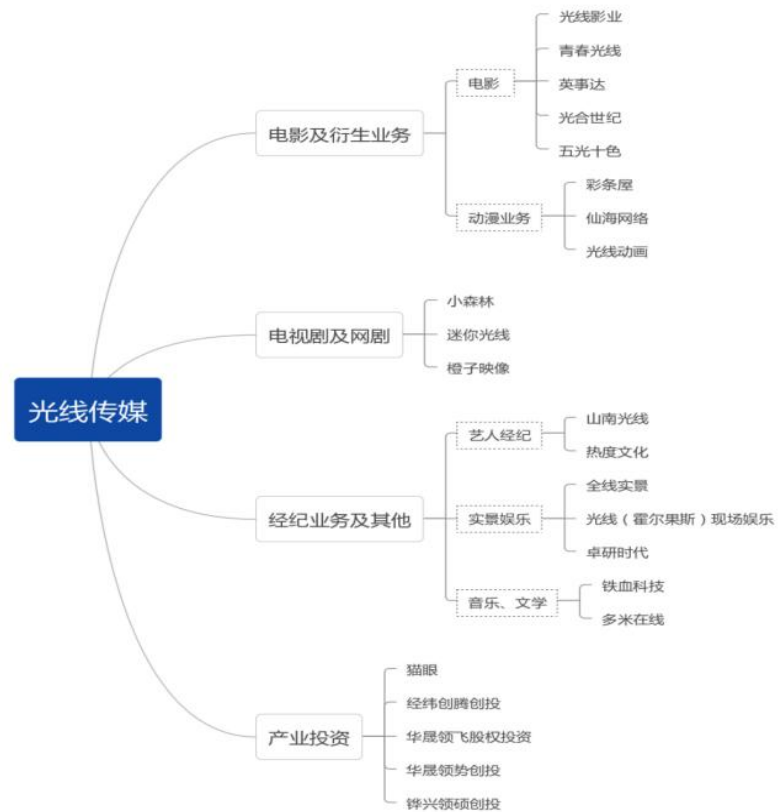 光线传媒
电影及衍生业务
电影
光线影业
青春光线
英事达
光合世纪
五光十色
动漫业务
彩条屋
仙海网络
光线动画
电视剧及网剧
小森林
迷你光线
橙子映像
经纪业务及其他
艺人经纪
山南光线
热度文化
实景娱乐
全线实景
光线（霍尔果斯）现场娱乐
卓研时代
音乐、文学
铁血科技
多米在线
产业投资
猫眼
经纬创腾创投
华晟领飞股权投资
华晟领势创投
铧兴领硕创投